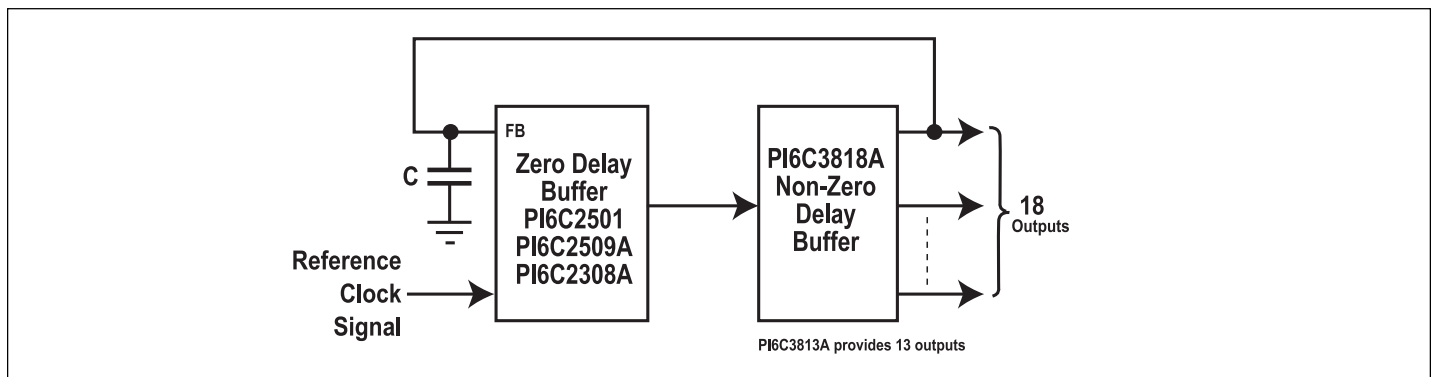 FB
Zero Delay
Buffer
PI6C2501
PI6C2509A
PI6C2308A
C
Reference
Clock
Signal
PI6C3818A
Non-Zero
Delay
Buffer
18
Outputs
PI6C3813A provides 13 outputs